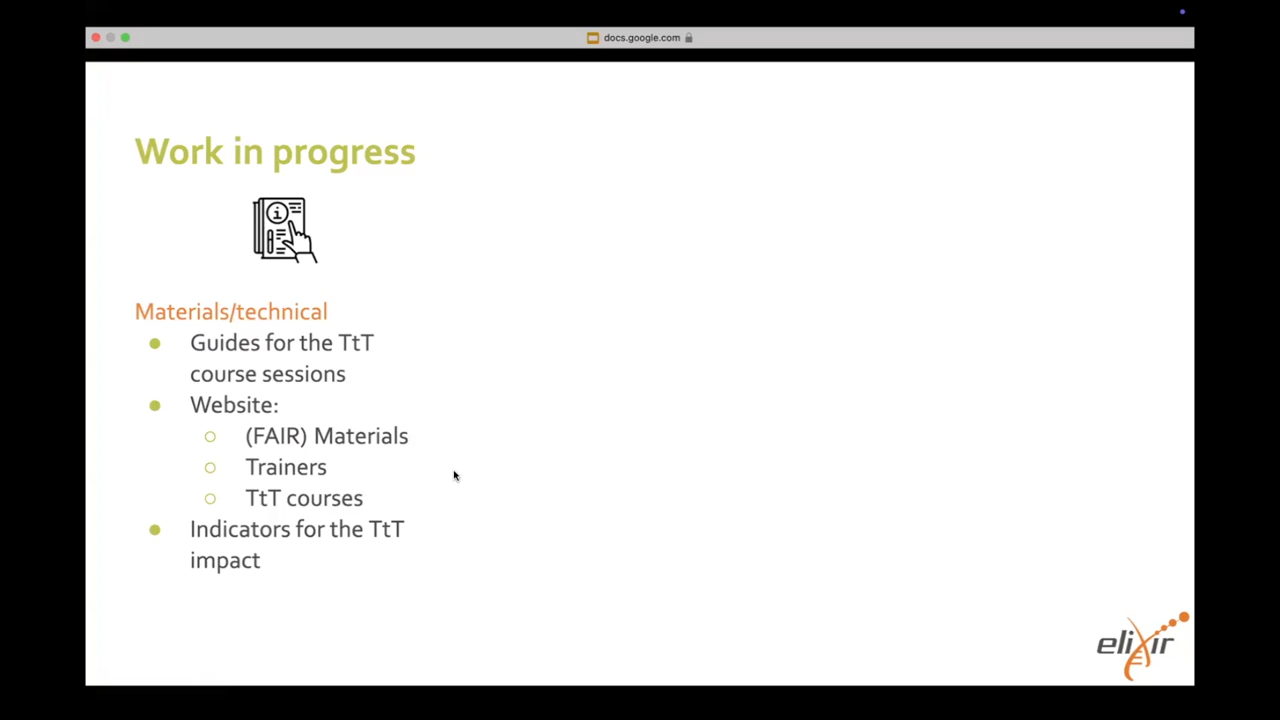 docs.google.com
Work in progress
Materials/technical
Guides for the TtT
course sessions
Website:
(FAIR) Materials
Trainers
TtT courses
Indicators for the TtT
impact
elixir